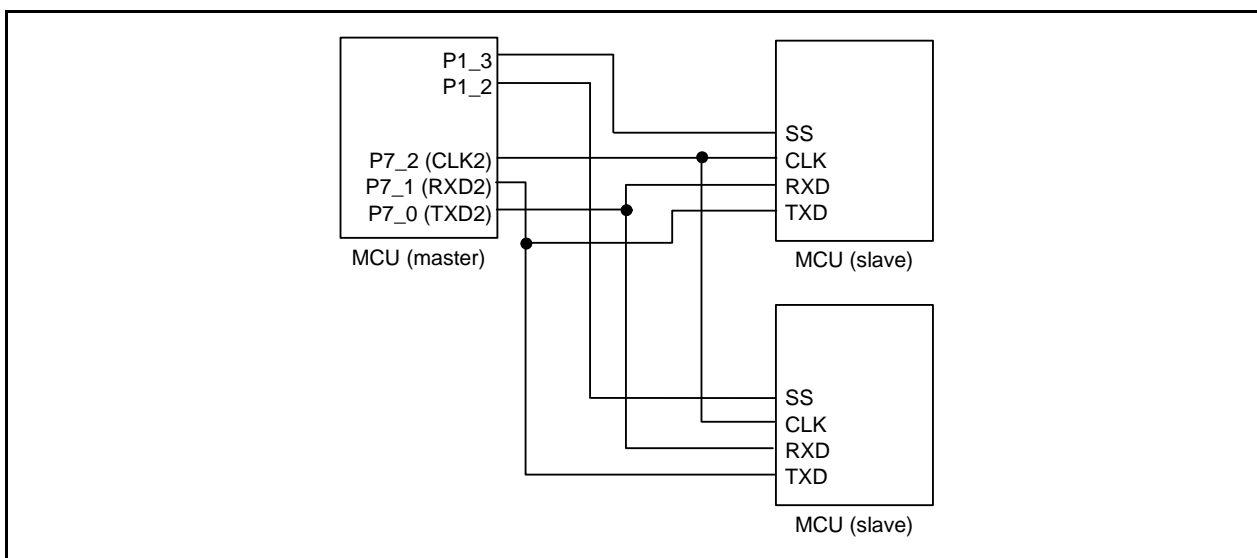 P1_3
P1_2
P7_2 (CLK2)
P7_1 (RXD2)
P7_0 (TXD2)
MCU (master)
SS
CLK
RXD
TXD
MCU (slave)
SS
CLK
RXD
TXD
MCU (slave)